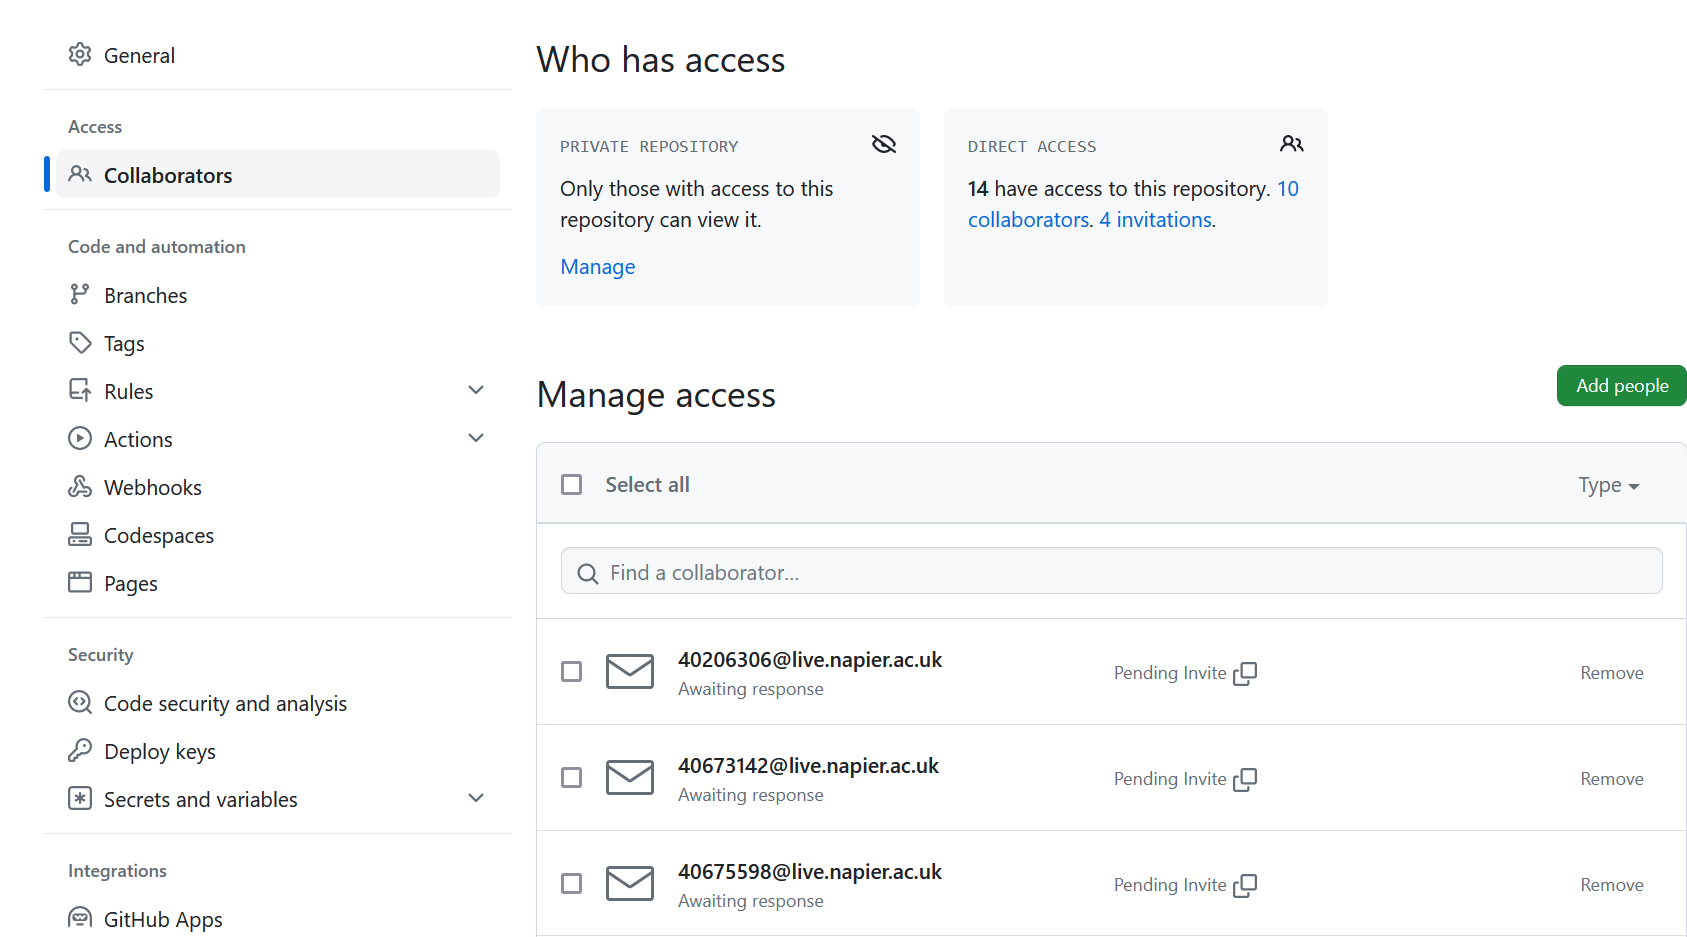 General
Access
Collaborators
Code and automation
Branches
Tags
Rules
Actions
Webhooks
Codespaces
Pages
Security
Code security and analysis
Deploy keys
Secrets and variables
Integrations
GitHub Apps
Who has access
PRIVATE REPOSITORY
Only those with access to this
repository can view it.
Manage
DIRECT ACCESS
14 have access to this repository. 10
collaborators. 4 invitations.
Manage access
Add people
Select all
Type
Find a collaborator...
40206306@live.napier.ac.uk
Awaiting response
Pending Invite
Remove
40673142@live.napier.ac.uk
Awaiting response
Pending Invite
Remove
40675598@live.napier.ac.uk
Awaiting response
Pending Invite
Remove